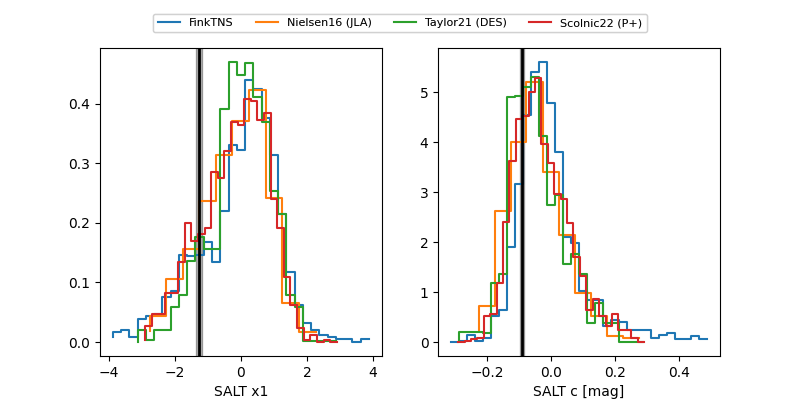 FinkTNS Nielsen16 (JLA) Taylor21 (DES) Scolnic22 (P+)
0.4
0.3
0.2
0.1
0.0
−4 −2 0 2 4
SALT x1
5
4
3
2
1
0
−0.2 0.0 0.2 0.4
SALT c [mag]